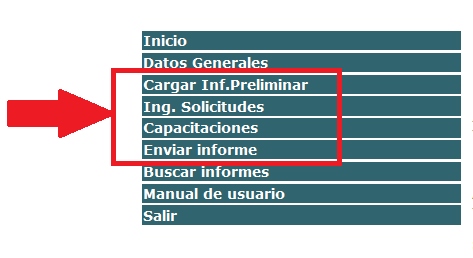 Inicio
Datos Generales
Cargar Inf.Preliminar
Ing. Solicitudes
Capacitaciones
Enviar informe
Buscar informes
Manual de usuario
Salir